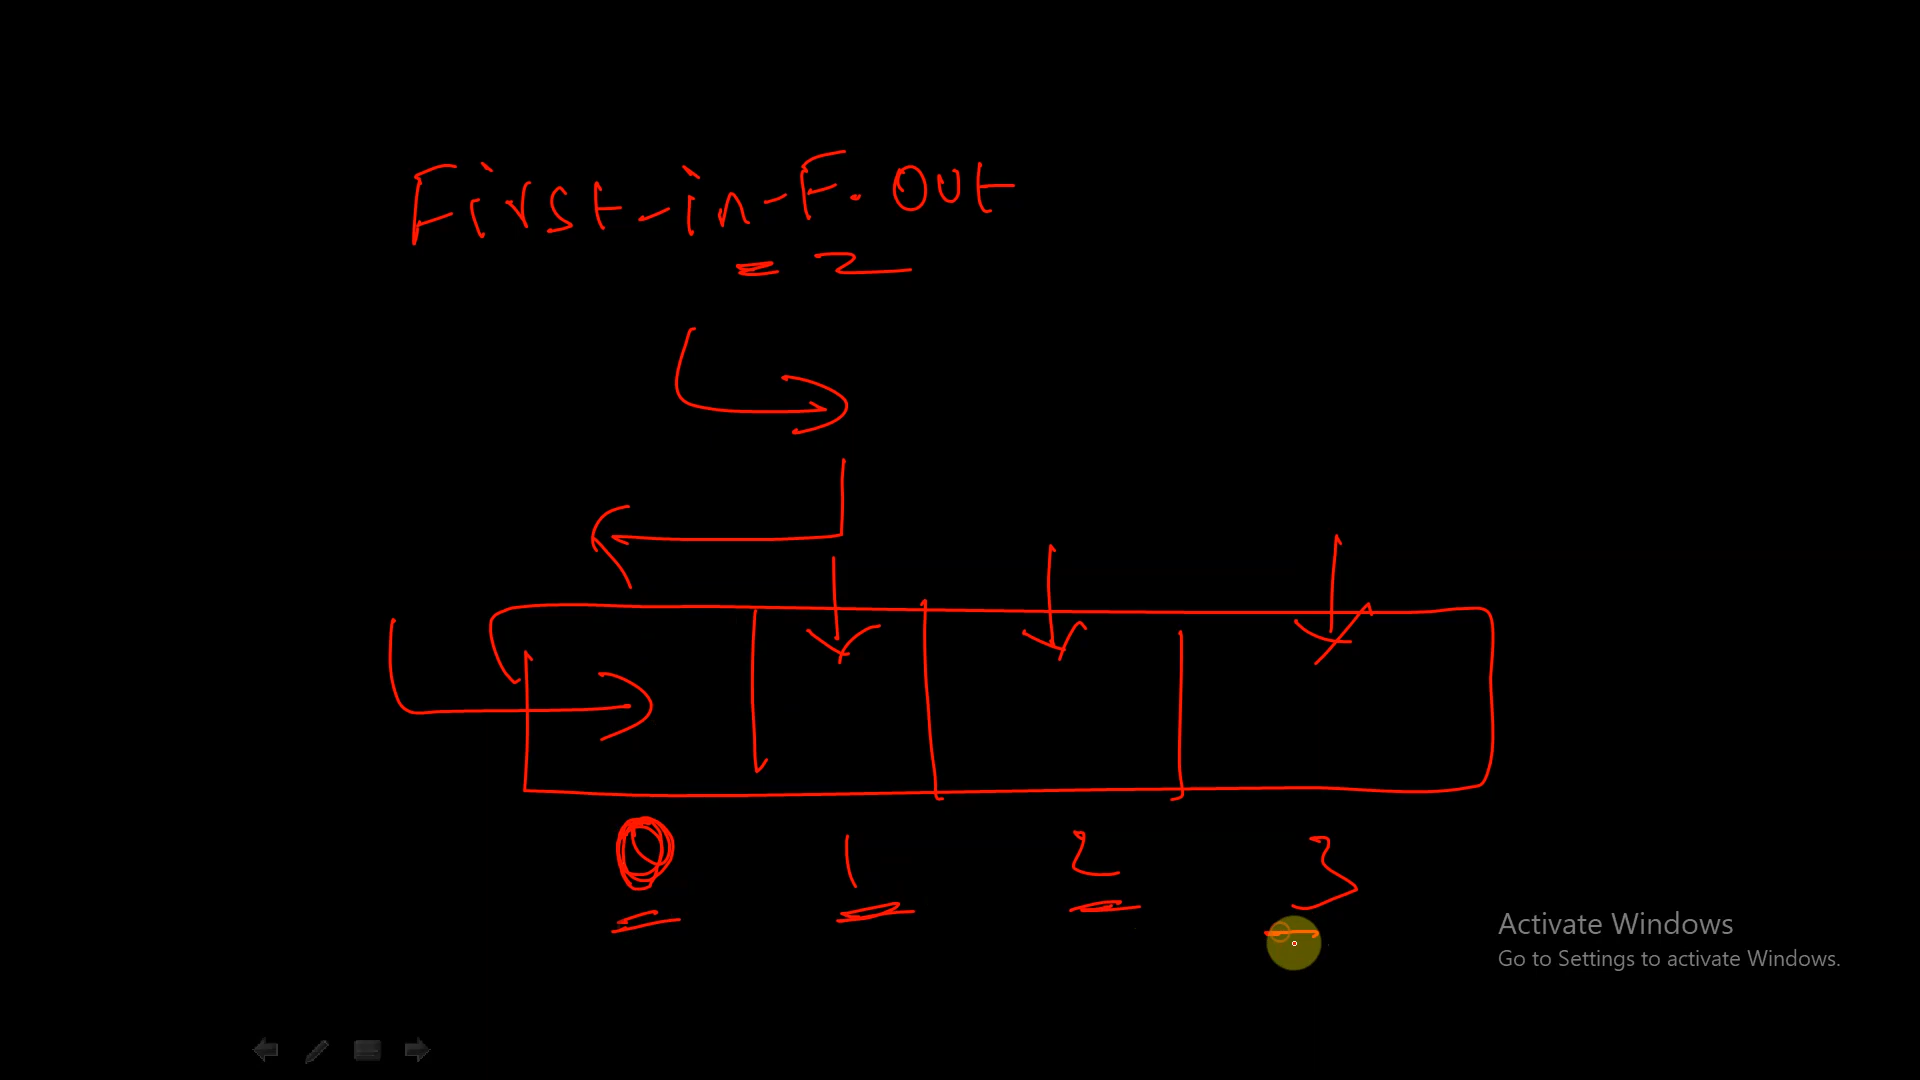 First-in-F.out
0 1 2 3
Activate Windows
Go to Settings to activate Windows.